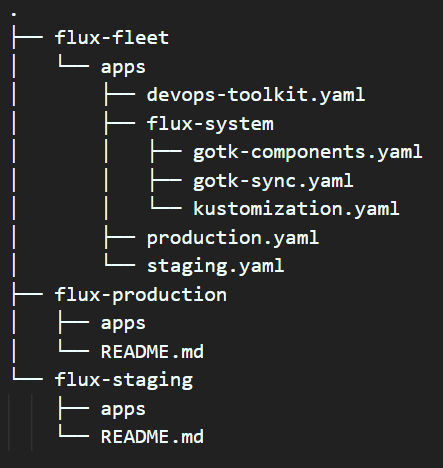 .
├── flux-fleet
│   └── apps
│       ├── devops-toolkit.yaml
│       ├── flux-system
│       │   ├── gotk-components.yaml
│       │   ├── gotk-sync.yaml
│       │   └── kustomization.yaml
│       ├── production.yaml
│       └── staging.yaml
├── flux-production
│   ├── apps
│   └── README.md
└── flux-staging
    ├── apps
    └── README.md